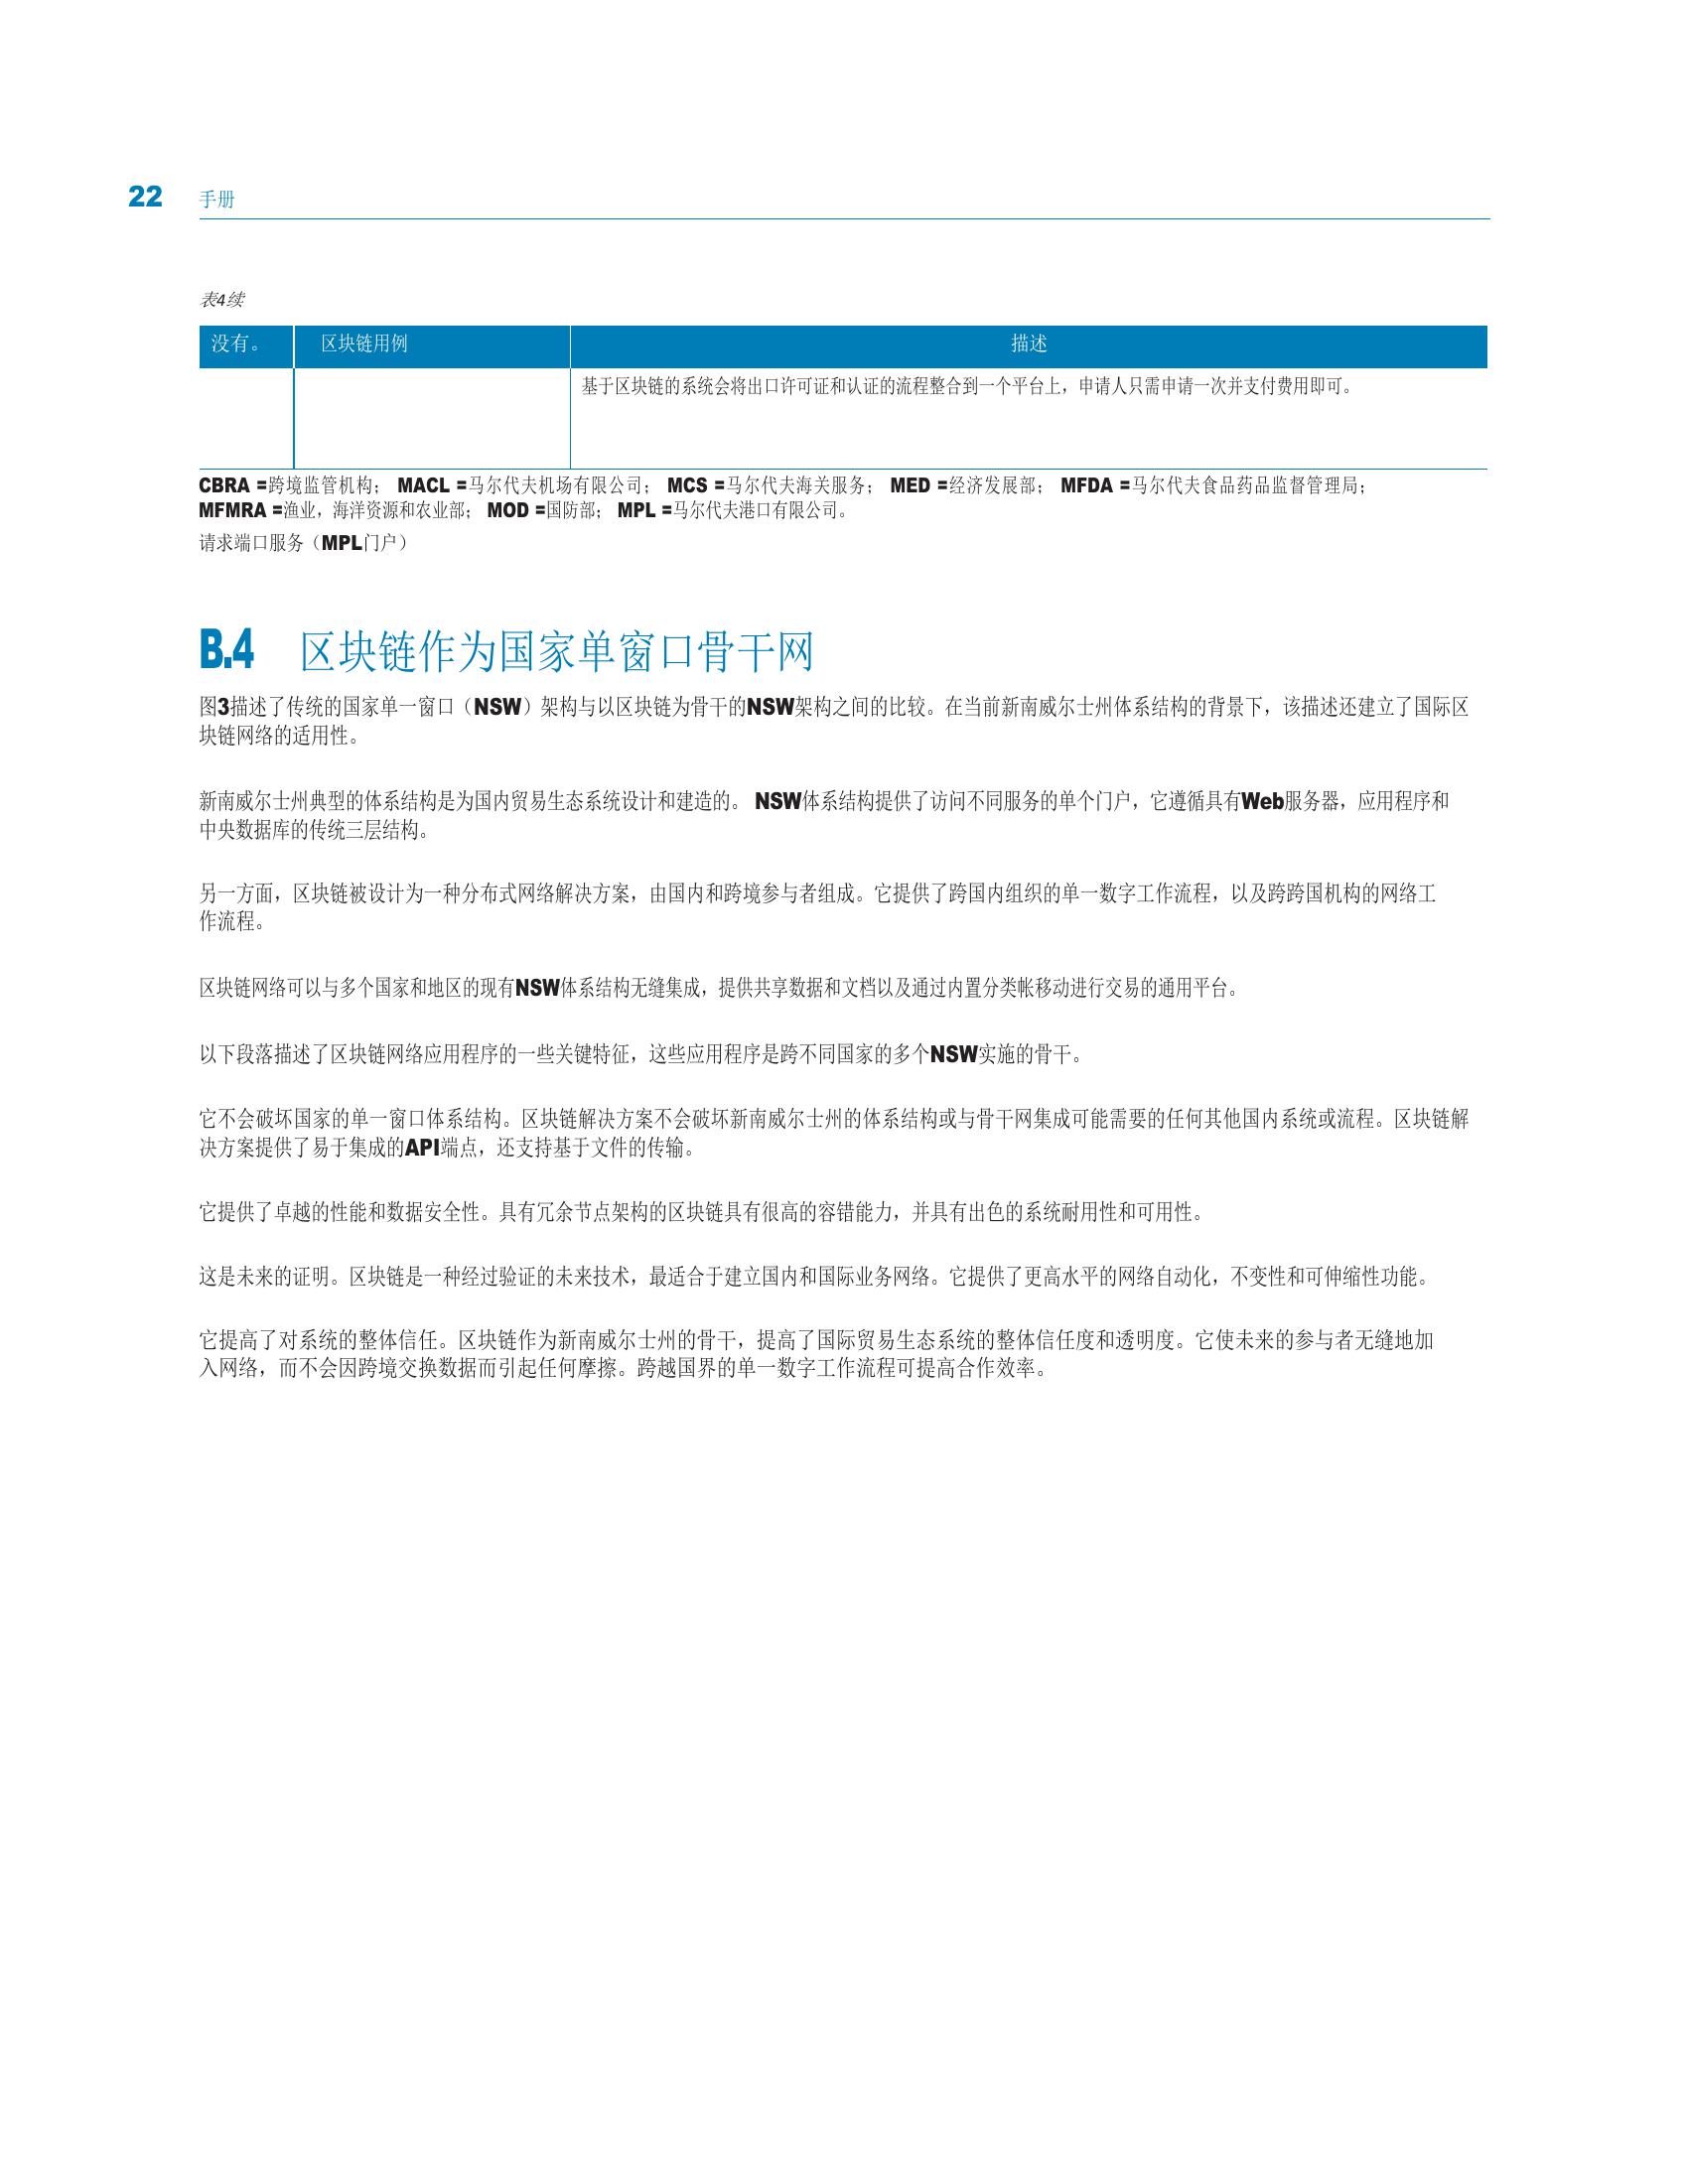 22 手册
表4续
没有。 区块链用例 描述
基于区块链的系统会将出口许可证和认证的流程整合到一个平台上，申请人只需申请一次并支付费用即可。
CBRA =跨境监管机构； MACL =马尔代夫机场有限公司； MCS =马尔代夫海关服务； MED =经济发展部； MFDA =马尔代夫食品药品监督管理局；
MFMRA =渔业，海洋资源和农业部； MOD =国防部； MPL =马尔代夫港口有限公司。
请求端口服务（MPL门户）
B.4 区块链作为国家单窗口骨干网
图3描述了传统的国家单一窗口（NSW）架构与以区块链为骨干的NSW架构之间的比较。在当前新南威尔士州体系结构的背景下，该描述还建立了国际区
块链网络的适用性。
新南威尔士州典型的体系结构是为国内贸易生态系统设计和建造的。 NSW体系结构提供了访问不同服务的单个门户，它遵循具有Web服务器，应用程序和
中央数据库的传统三层结构。
另一方面，区块链被设计为一种分布式网络解决方案，由国内和跨境参与者组成。它提供了跨国内组织的单一数字工作流程，以及跨跨国机构的网络工
作流程。
区块链网络可以与多个国家和地区的现有NSW体系结构无缝集成，提供共享数据和文档以及通过内置分类帐移动进行交易的通用平台。
以下段落描述了区块链网络应用程序的一些关键特征，这些应用程序是跨不同国家的多个NSW实施的骨干。
它不会破坏国家的单一窗口体系结构。区块链解决方案不会破坏新南威尔士州的体系结构或与骨干网集成可能需要的任何其他国内系统或流程。区块链解
决方案提供了易于集成的API端点，还支持基于文件的传输。
它提供了卓越的性能和数据安全性。具有冗余节点架构的区块链具有很高的容错能力，并具有出色的系统耐用性和可用性。
这是未来的证明。区块链是一种经过验证的未来技术，最适合于建立国内和国际业务网络。它提供了更高水平的网络自动化，不变性和可伸缩性功能。
它提高了对系统的整体信任。区块链作为新南威尔士州的骨干，提高了国际贸易生态系统的整体信任度和透明度。它使未来的参与者无缝地加
入网络，而不会因跨境交换数据而引起任何摩擦。跨越国界的单一数字工作流程可提高合作效率。